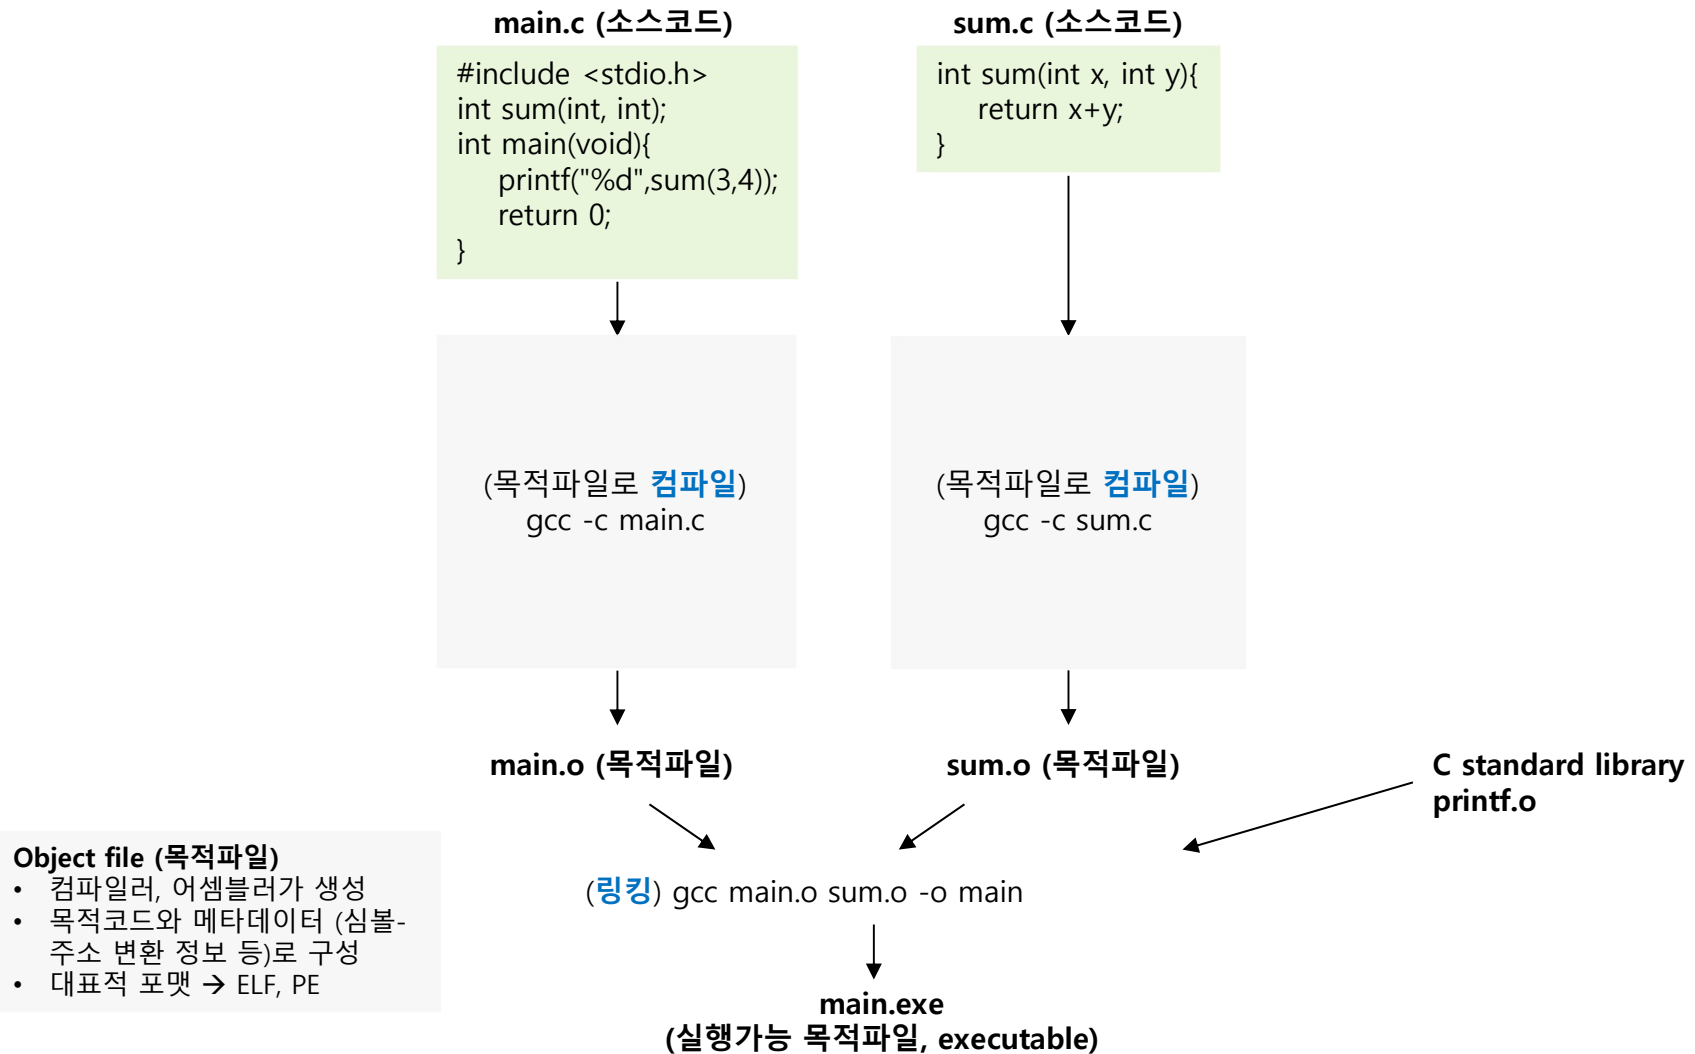 main.c (소스코드)
#include <stdio.h>
int sum(int, int);
int main(void){
printf("%d",sum(3,4));
return 0;
}
sum.c (소스코드)
int sum(int x, int y){
return x+y;
}
(목적파일로 컴파일)
gcc -c main.c
(목적파일로 컴파일)
gcc -c sum.c
main.o (목적파일)
sum.o (목적파일)
C standard library
printf.o
Object file (목적파일)
• 컴파일러, 어셈블러가 생성
• 목적코드와 메타데이터 (심볼-
주소 변환 정보 등)로 구성
• 대표적 포맷 → ELF, PE
(링킹) gcc main.o sum.o -o main
main.exe
(실행가능 목적파일, executable)